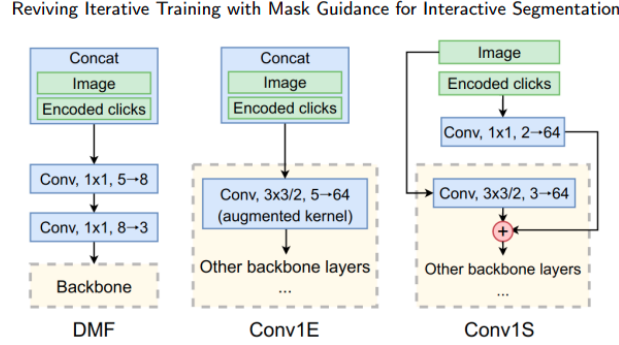 Reviving Iterative Training with Mask Guidance for Interactive Segmentation
Concat
Image
Encoded clicks
Conv, 1x1, 5→8
Conv, 1x1, 8→3
Backbone
DMF
Concat
Image
Encoded clicks
Conv, 3x3/2, 5→64
(augmented kernel)
Other backbone layers
...
Conv1E
Image
Encoded clicks
Conv, 1x1, 2→64
Conv, 3x3/2, 3→64
+
Other backbone layers
...
Conv1S